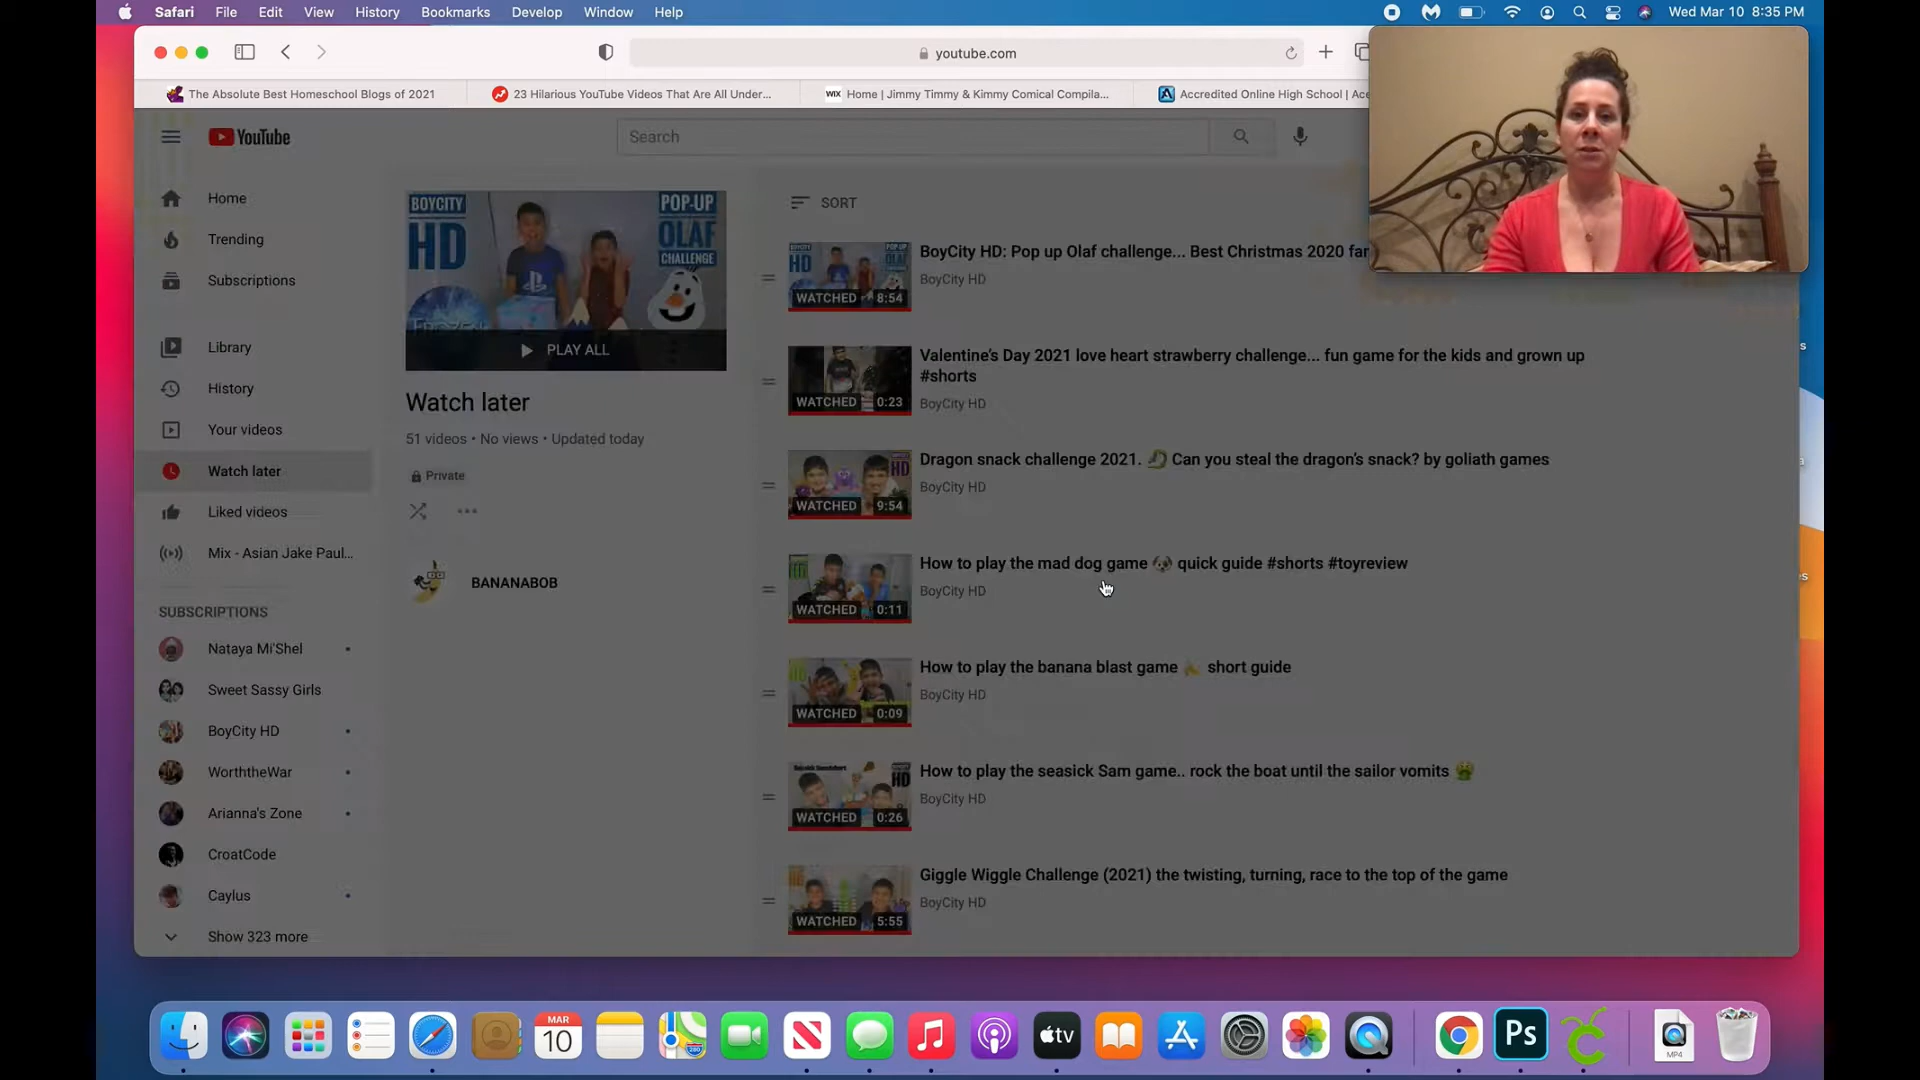 Safari File Edit View History Bookmarks Develop Window Help Wed Mar 10 8:35 PM
youtube.com
The Absolute Best Homeschool Blogs of 2021
23 Hilarious YouTube Videos That Are All Under...
WIX Home | Jimmy Timmy & Kimmy Comical Compila...
Accredited Online High School | Ace
YouTube
Search
Home
Trending
Subscriptions
Library
History
Your videos
Watch later
Liked videos
Mix - Asian Jake Paul...
SUBSCRIPTIONS
Nataya Mi'Shel
Sweet Sassy Girls
BoyCity HD
WorththeWar
Arianna's Zone
CroatCode
Caylus
Show 323 more
BOYCITY
HD
POP-UP
OLAF
CHALLENGE
FROZEN
PLAY ALL
Watch later
51 videos • No views • Updated today
Private
BANANABOB
SORT
BoyCity HD: Pop up Olaf challenge... Best Christmas 2020 fa
BoyCity HD
WATCHED 8:54
Valentine's Day 2021 love heart strawberry challenge... fun game for the kids and grown up
#shorts
BoyCity HD
WATCHED 0:23
Dragon snack challenge 2021. 🐉 Can you steal the dragon's snack? by goliath games
BoyCity HD
WATCHED 9:54
How to play the mad dog game 🐶 quick guide #shorts #toyreview
BoyCity HD
WATCHED 0:11
How to play the banana blast game 🍌 short guide
BoyCity HD
WATCHED 0:09
How to play the seasick Sam game.. rock the boat until the sailor vomits 🤮
BoyCity HD
WATCHED 0:26
Giggle Wiggle Challenge (2021) the twisting, turning, race to the top of the game
BoyCity HD
WATCHED 5:55
MAR
10
tv
Ps
MP4